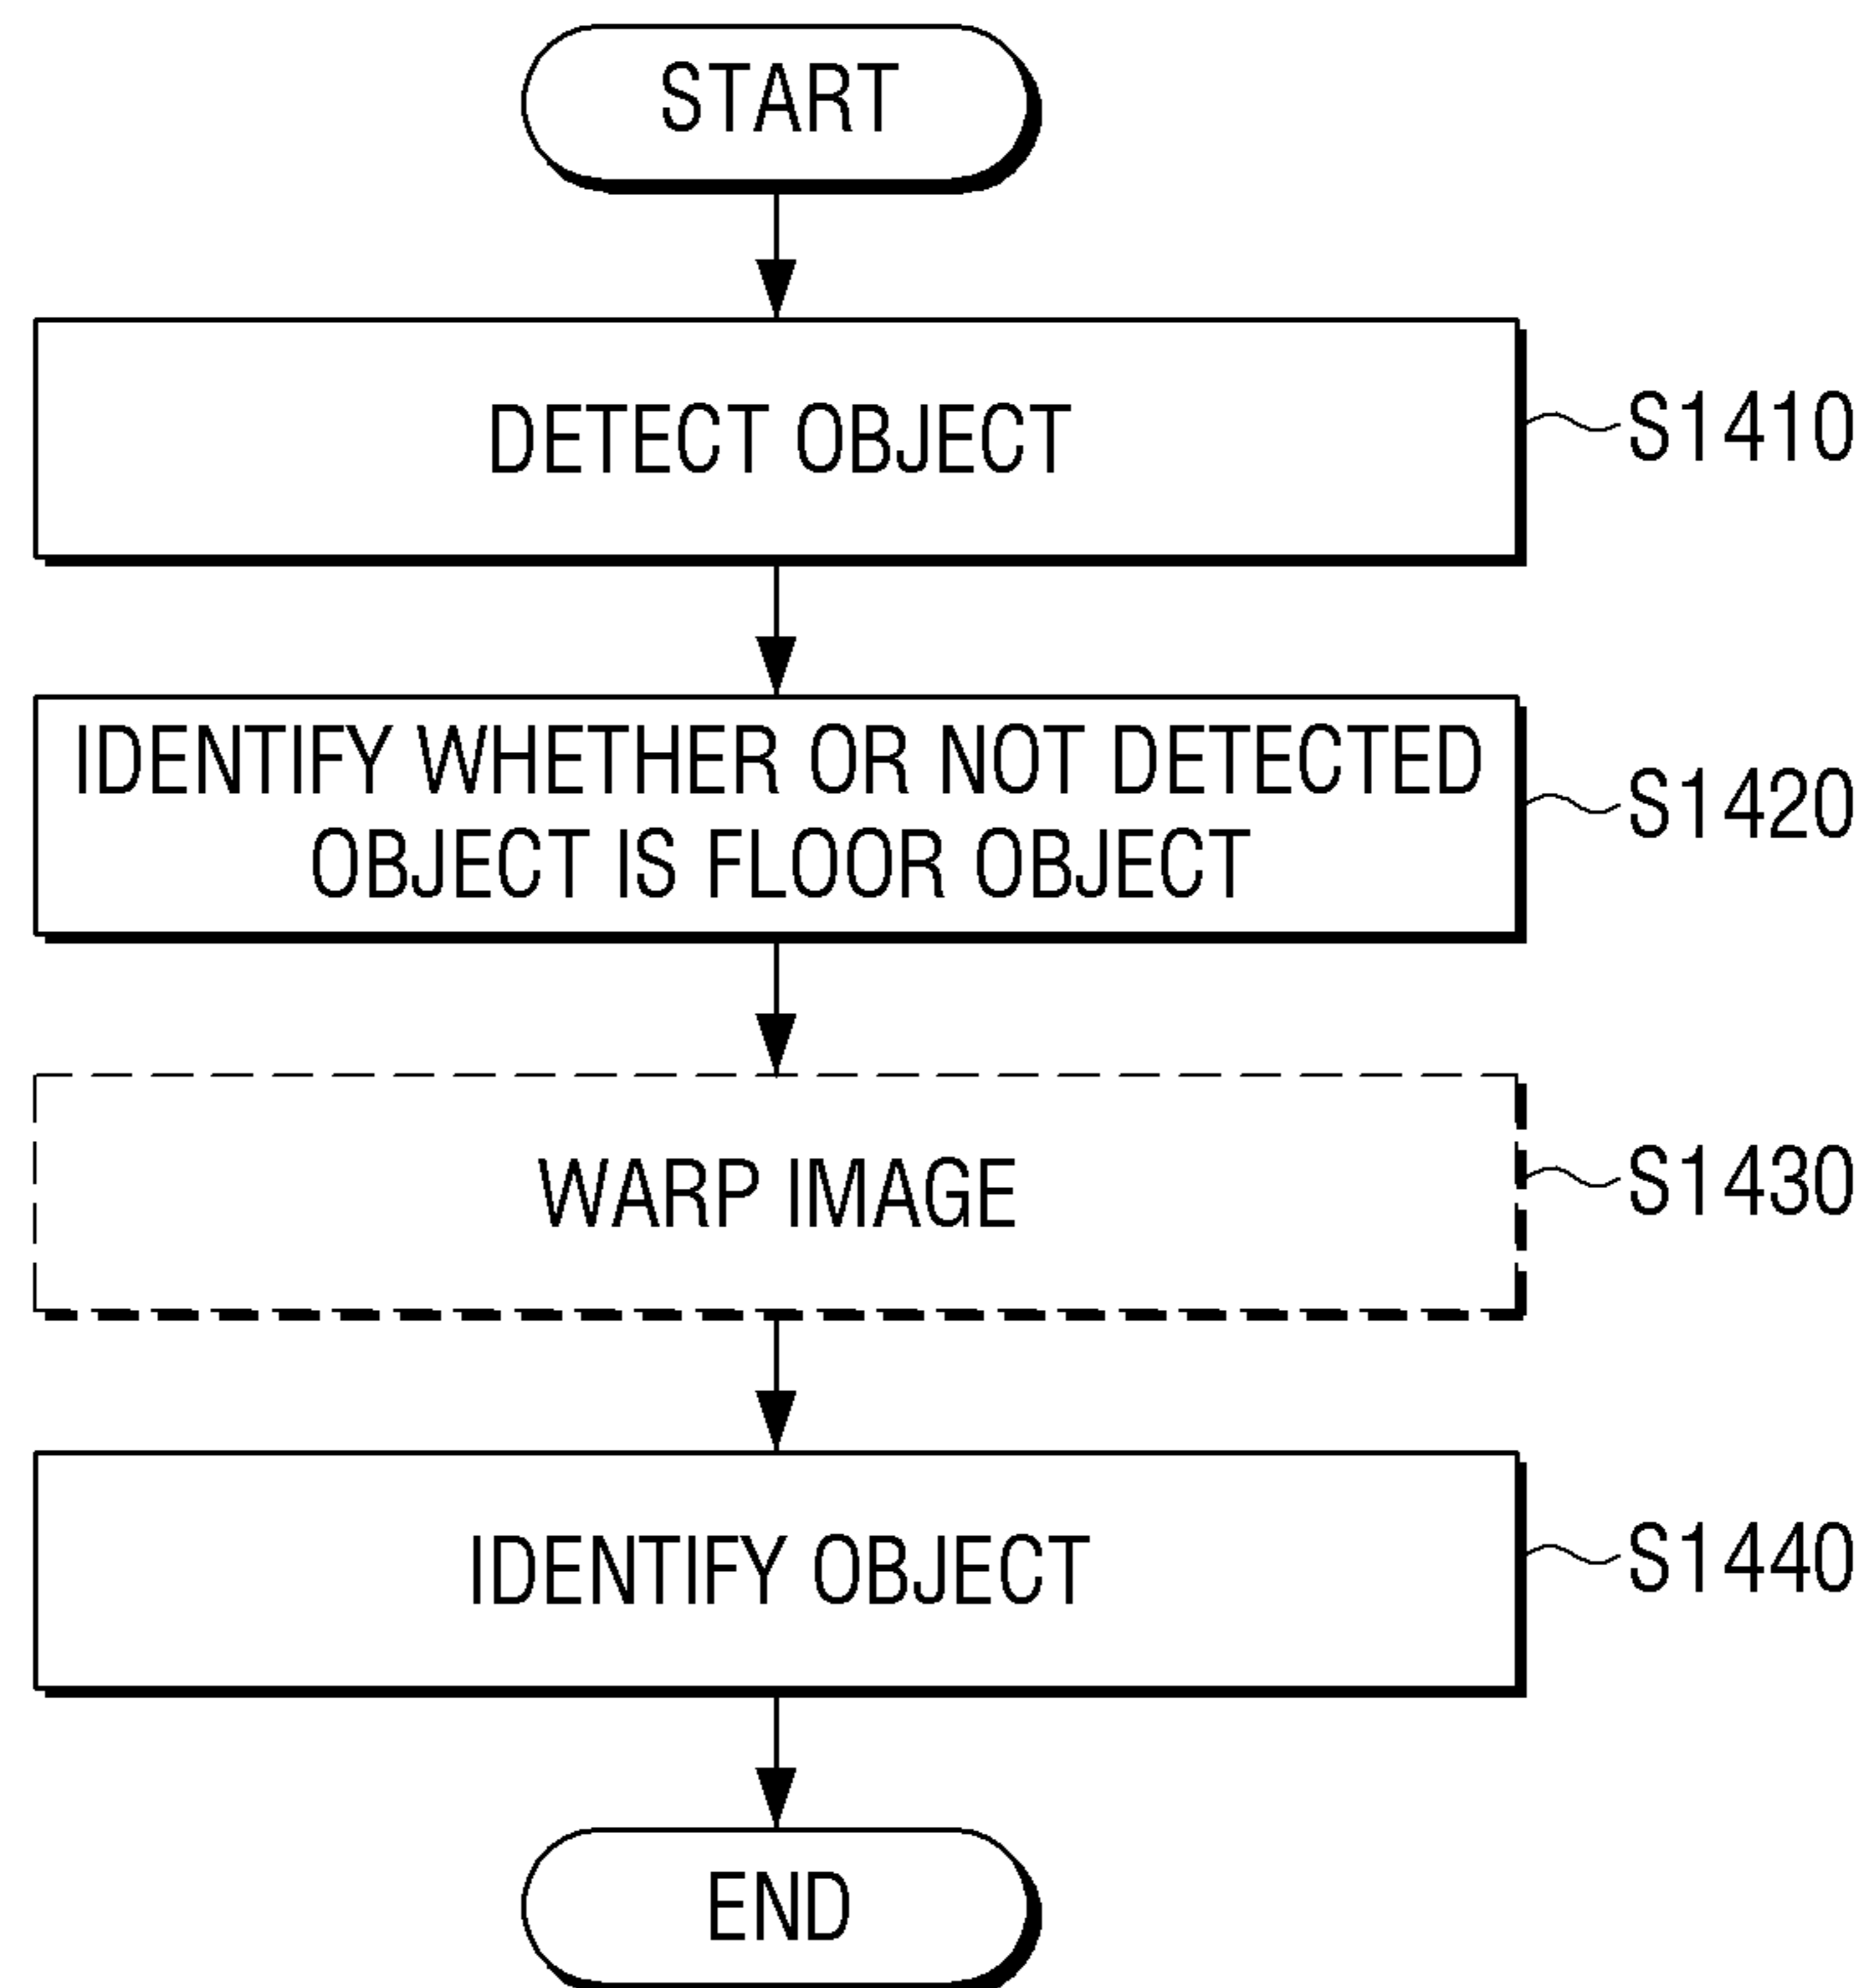 START
DETECT OBJECT
S1410
IDENTIFY WHETHER OR NOT DETECTED
OBJECT IS FLOOR OBJECT
S1420
WARP IMAGE
S1430
IDENTIFY OBJECT
S1440
END